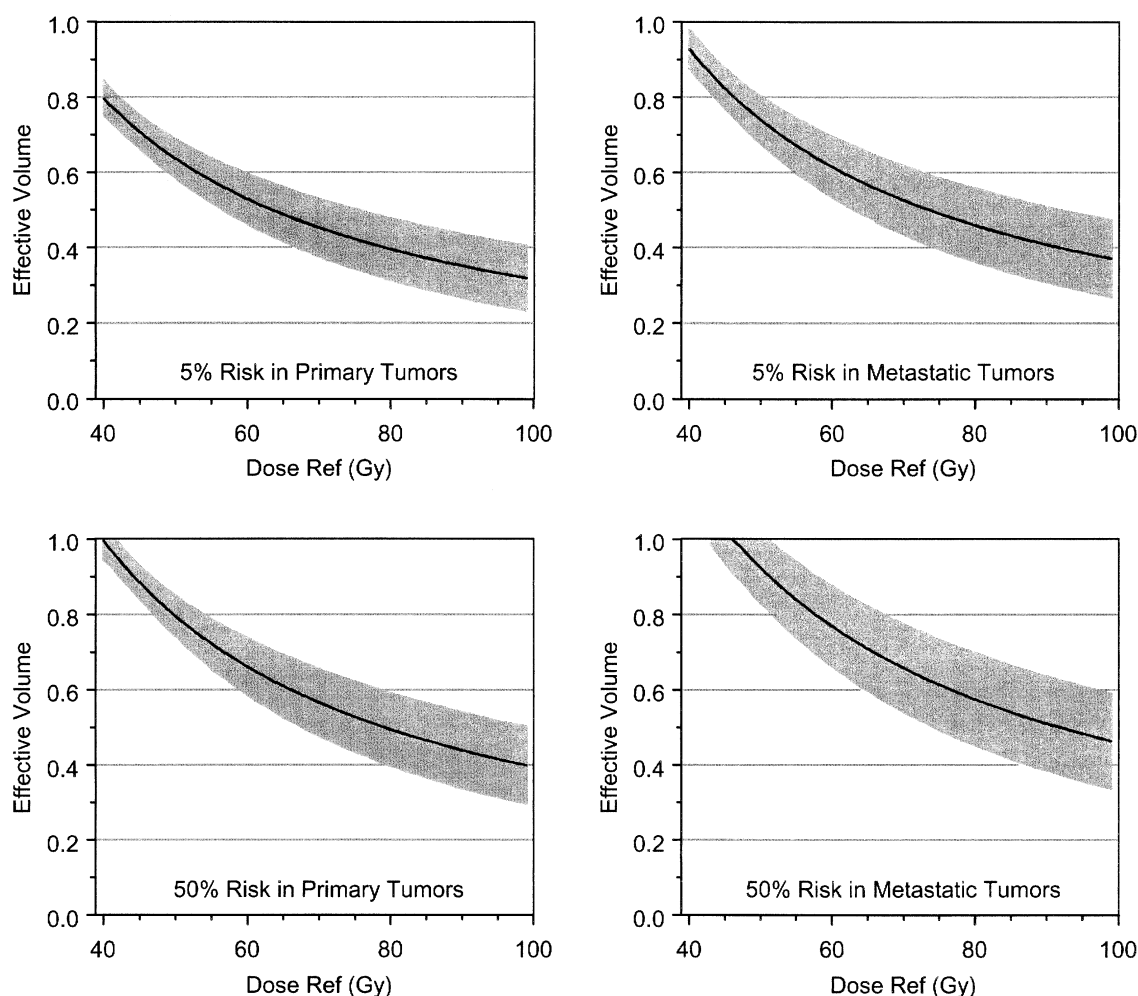 1.0
0.8
0.6
0.4
0.2
0.0
Effective Volume
5% Risk in Primary Tumors
40 60 80 100
Dose Ref (Gy)
1.0
0.8
0.6
0.4
0.2
0.0
Effective Volume
5% Risk in Metastatic Tumors
40 60 80 100
Dose Ref (Gy)
1.0
0.8
0.6
0.4
0.2
0.0
Effective Volume
50% Risk in Primary Tumors
40 60 80 100
Dose Ref (Gy)
1.0
0.8
0.6
0.4
0.2
0.0
Effective Volume
50% Risk in Metastatic Tumors
40 60 80 100
Dose Ref (Gy)